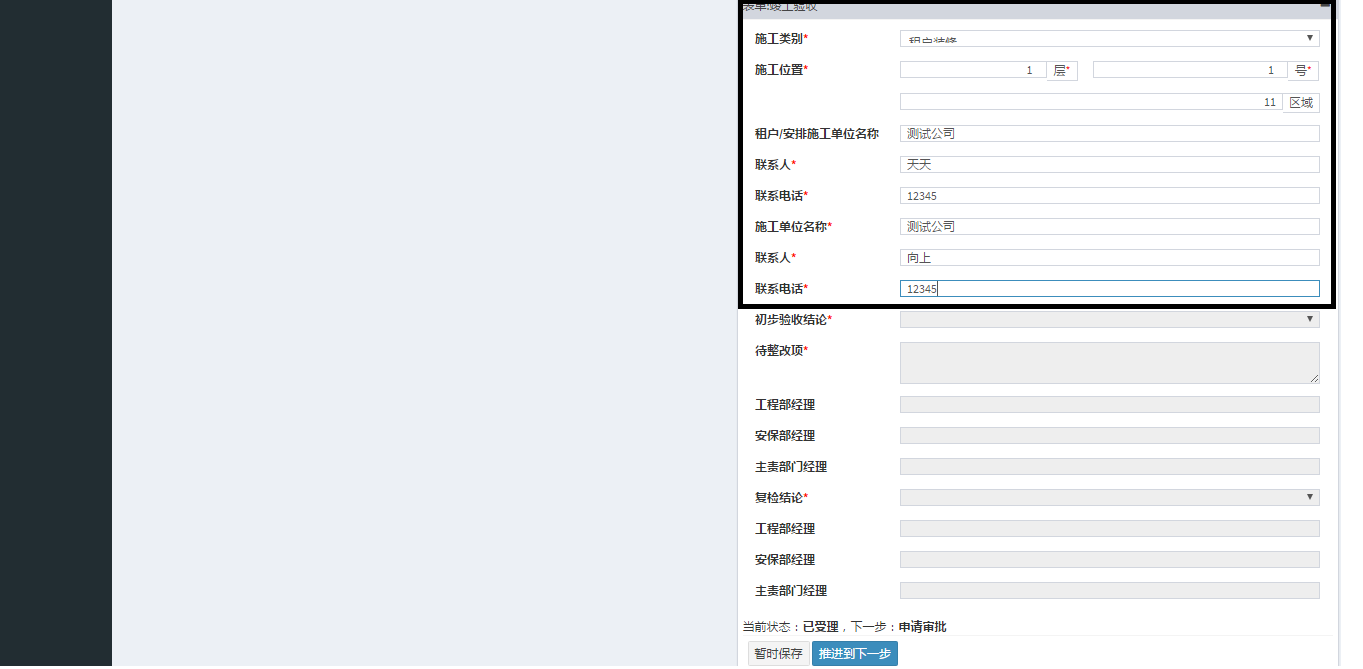 表单:竣工验收
施工类别* 租户装修
施工位置* 1 层* 1 号*
11 区域
租户/安排施工单位名称 测试公司
联系人* 天天
联系电话* 12345
施工单位名称* 测试公司
联系人* 向上
联系电话* 12345
初步验收结论*
待整改项*
工程部经理
安保部经理
主责部门经理
复检结论*
工程部经理
安保部经理
主责部门经理
当前状态：已受理，下一步：申请审批
暂时保存 推进到下一步